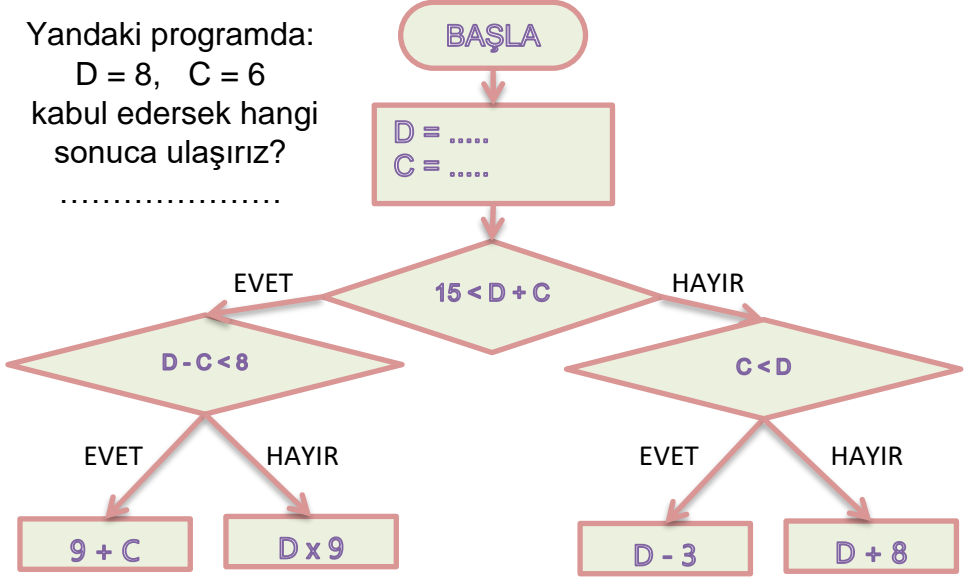 Yandaki programda:
D = 8, C = 6
kabul edersek hangi
sonuca ulaşırız?
…………………
BAŞLA
D = .....
C = .....
15 < D + C
EVET
HAYIR
D - C < 8
C < D
EVET
HAYIR
EVET
HAYIR
9 + C
D x 9
D - 3
D + 8